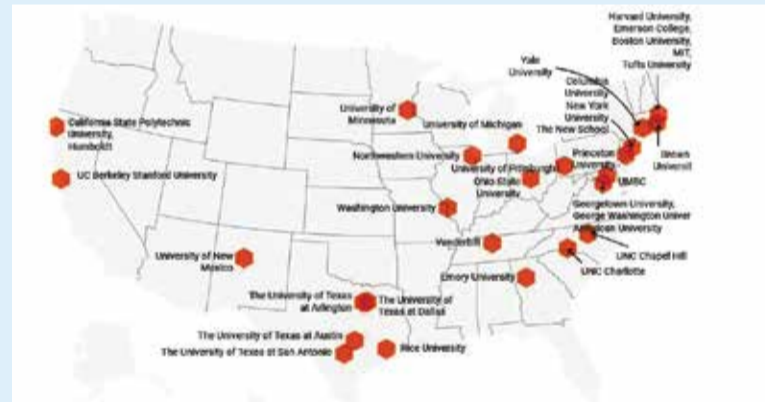 Harvard University,
Emerson College,
Boston University,
MIT,
Tufts University
Yale
University
Columbia
University
New York
University
The New School
California State Polytechnic
University,
Humboldt
University of
Minnesota
University of Michigan
Northwestern University
University of Pittsburgh
Princeton
University
Brown
Universit
UC Berkeley Stanford University
Ohio State
University
UMBC
Washington University
Georgetown University,
George Washington Univer
American University
Vanderbilt
UNC Chapel Hill
University of New
Mexico
Emory University
UNC Charlotte
The University of Texas
at Arlington
The University of
Texas at Dallas
The University of Texas at Austin
The University of Texas at San Antonio
Rice University